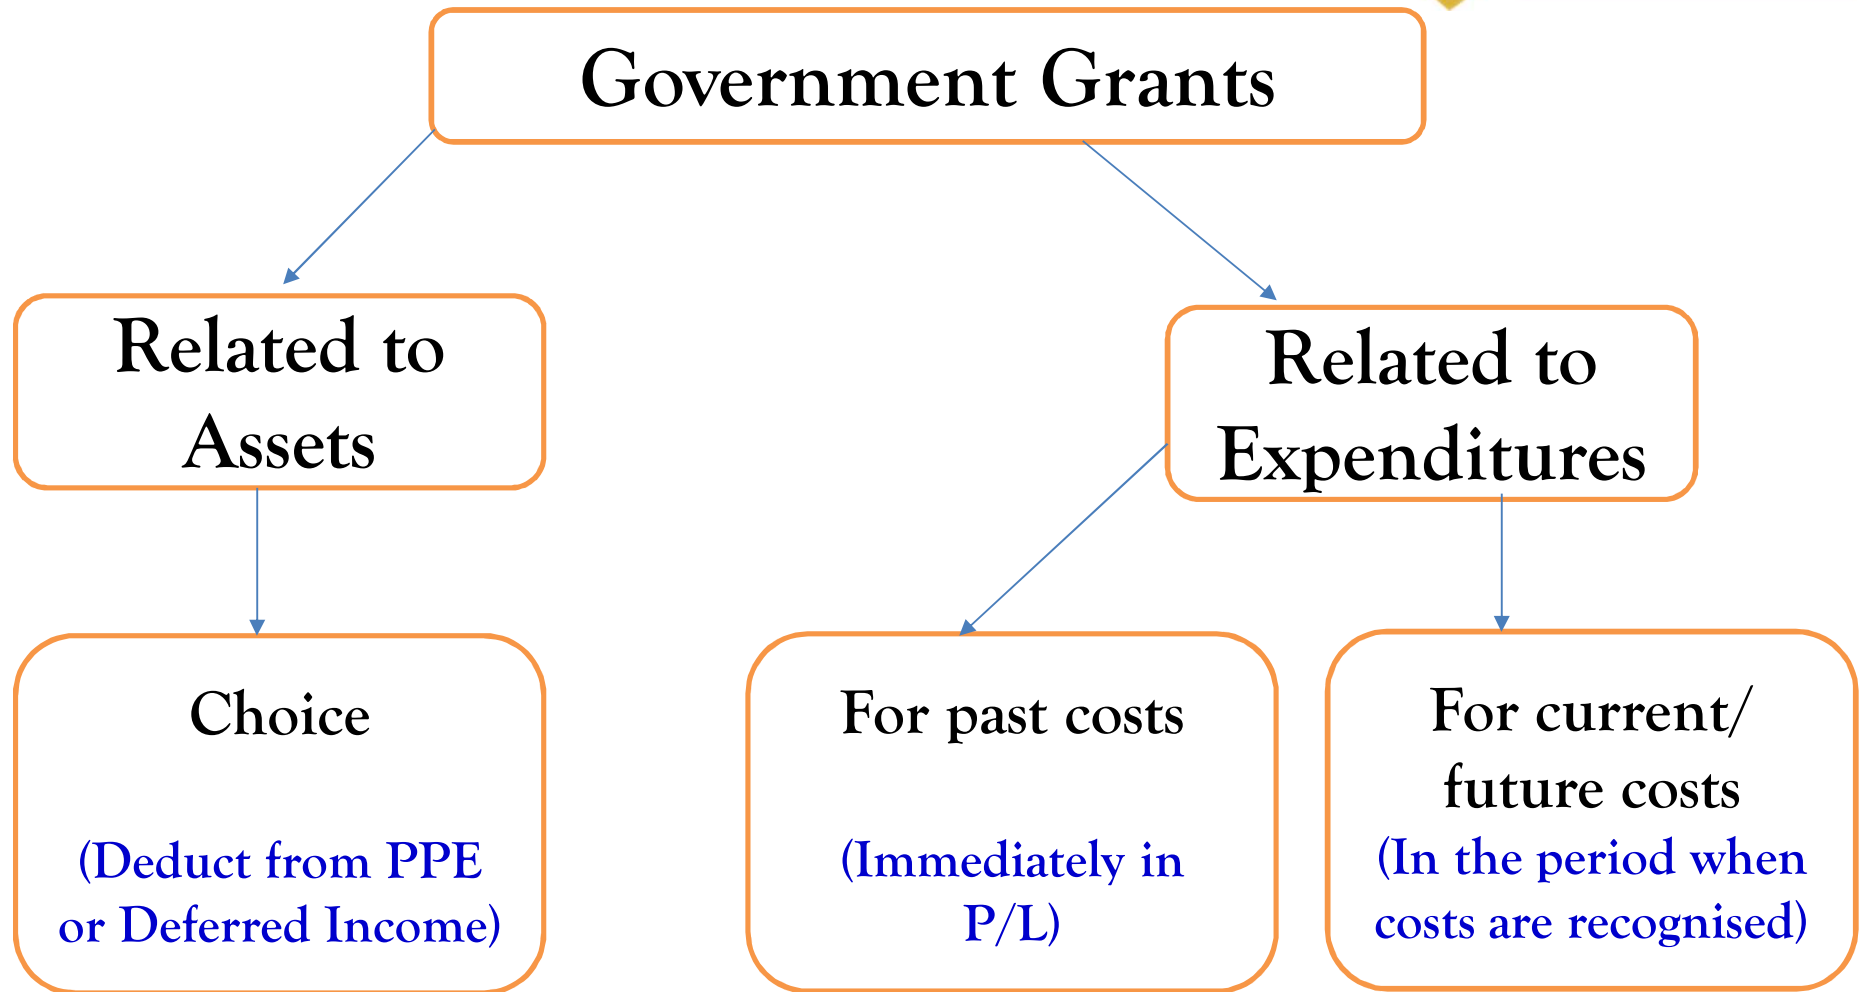 Government Grants
Related to
Assets
Related to
Expenditures
Choice
(Deduct from PPE
or Deferred Income)
For past costs
(Immediately in
P/L)
For current/
future costs
(In the period when
costs are recognised)